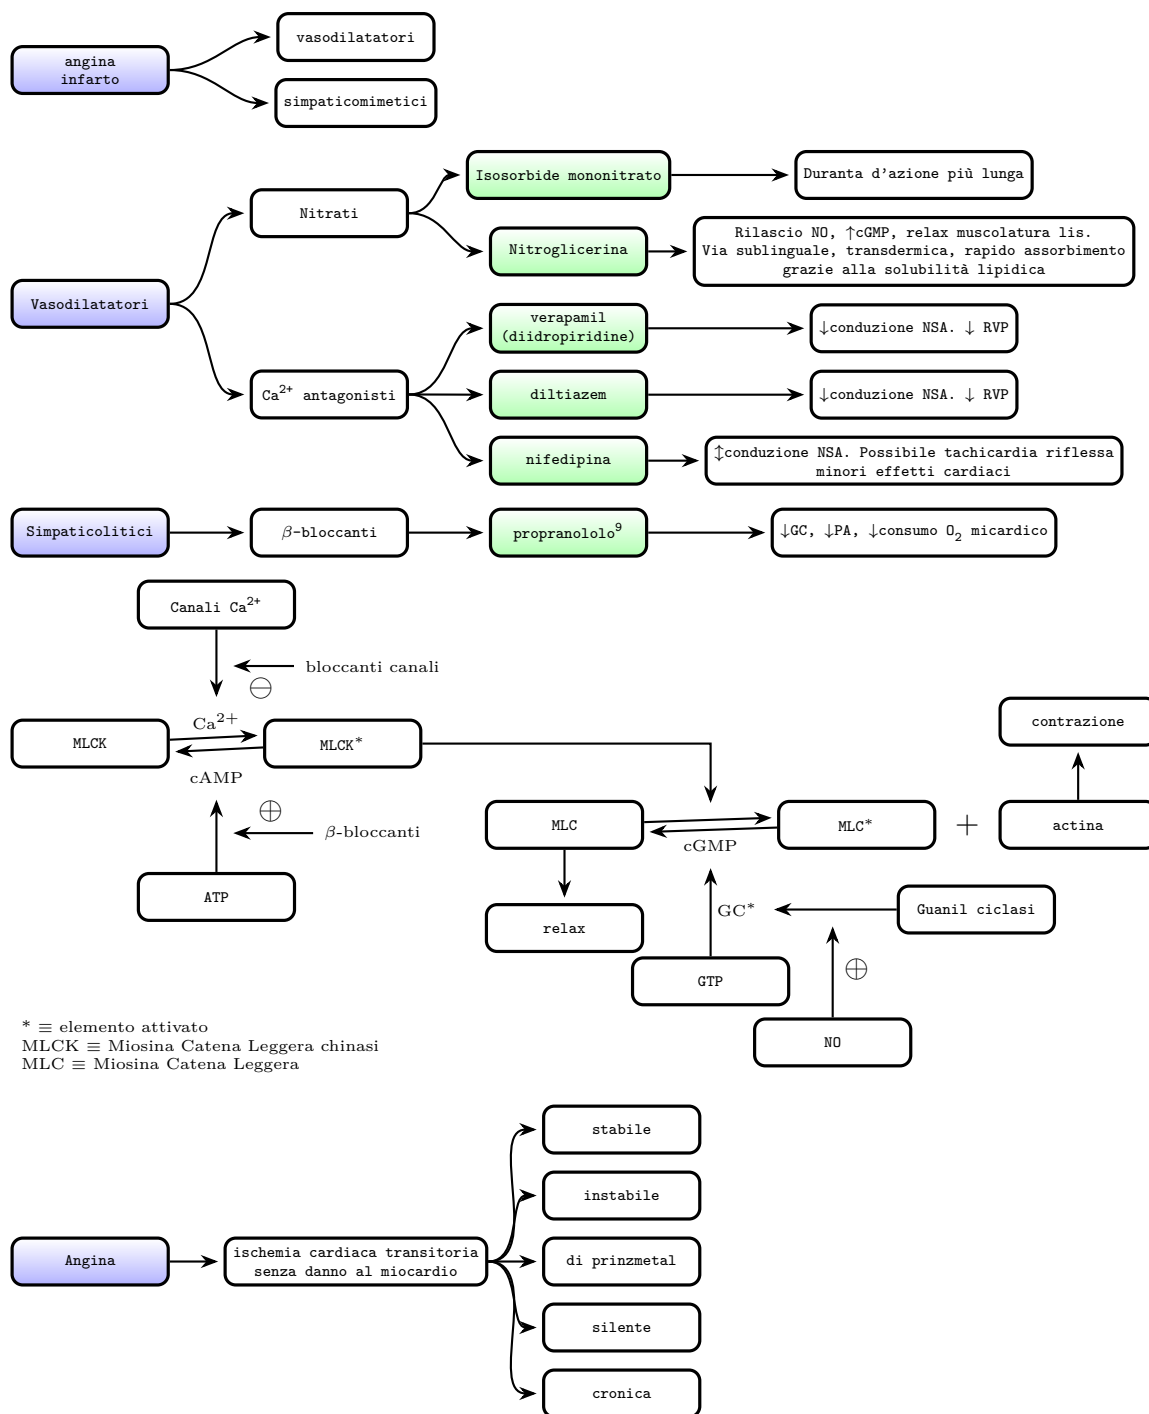 angina
infarto
vasodilatatori
simpaticomimetici
Vasodilatatori
Nitrati
Isosorbide mononitrato
Duranta d'azione più lunga
Nitroglicerina
Rilascio NO, ↑cGMP, relax muscolatura lis.
Via sublinguale, transdermica, rapido assorbimento
grazie alla solubilità lipidica
Ca²⁺ antagonisti
verapamil
(diidropiridine)
↓conduzione NSA. ↓ RVP
diltiazem
↓conduzione NSA. ↓ RVP
nifedipina
↕conduzione NSA. Possibile tachicardia riflessa
minori effetti cardiaci
Simpaticolitici
β-bloccanti
propranololo⁹
↓GC, ↓PA, ↓consumo O₂ micardico
Canali Ca²⁺
bloccanti canali
⊖
MLCK
Ca²⁺
MLCK*
cAMP
⊕
β-bloccanti
ATP
contrazione
MLC
cGMP
MLC*
+
actina
relax
GC*
Guanil ciclasi
GTP
⊕
NO
* ≡ elemento attivato
MLCK ≡ Miosina Catena Leggera chinasi
MLC ≡ Miosina Catena Leggera
Angina
ischemia cardiaca transitoria
senza danno al miocardio
stabile
instabile
di prinzmetal
silente
cronica